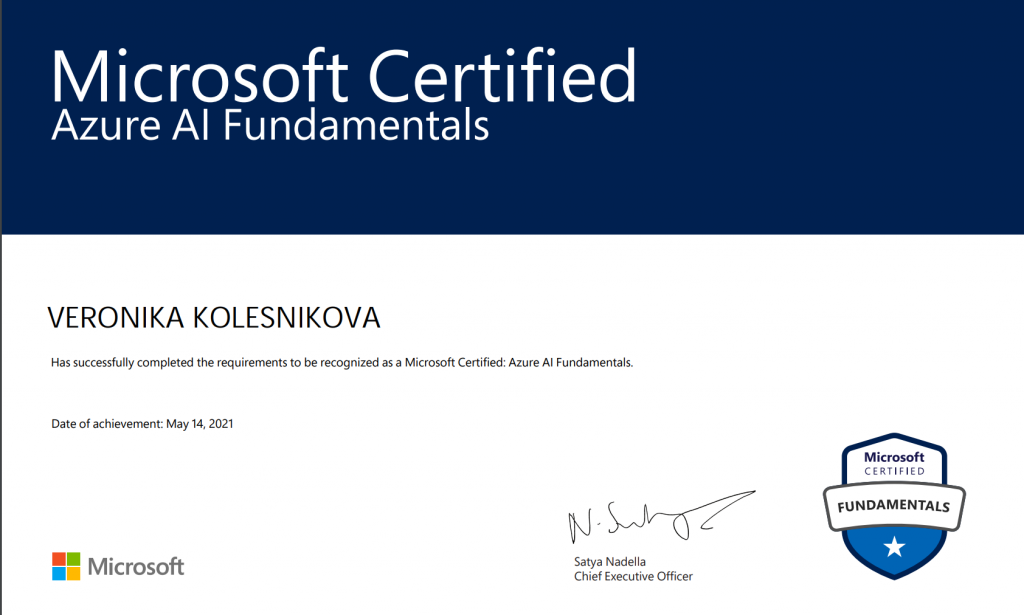 Microsoft Certified
Azure AI Fundamentals
VERONIKA KOLESNIKOVA
Has successfully completed the requirements to be recognized as a Microsoft Certified: Azure AI Fundamentals.
Date of achievement: May 14, 2021
Microsoft
CERTIFIED
FUNDAMENTALS
Satya Nadella
Chief Executive Officer
Microsoft